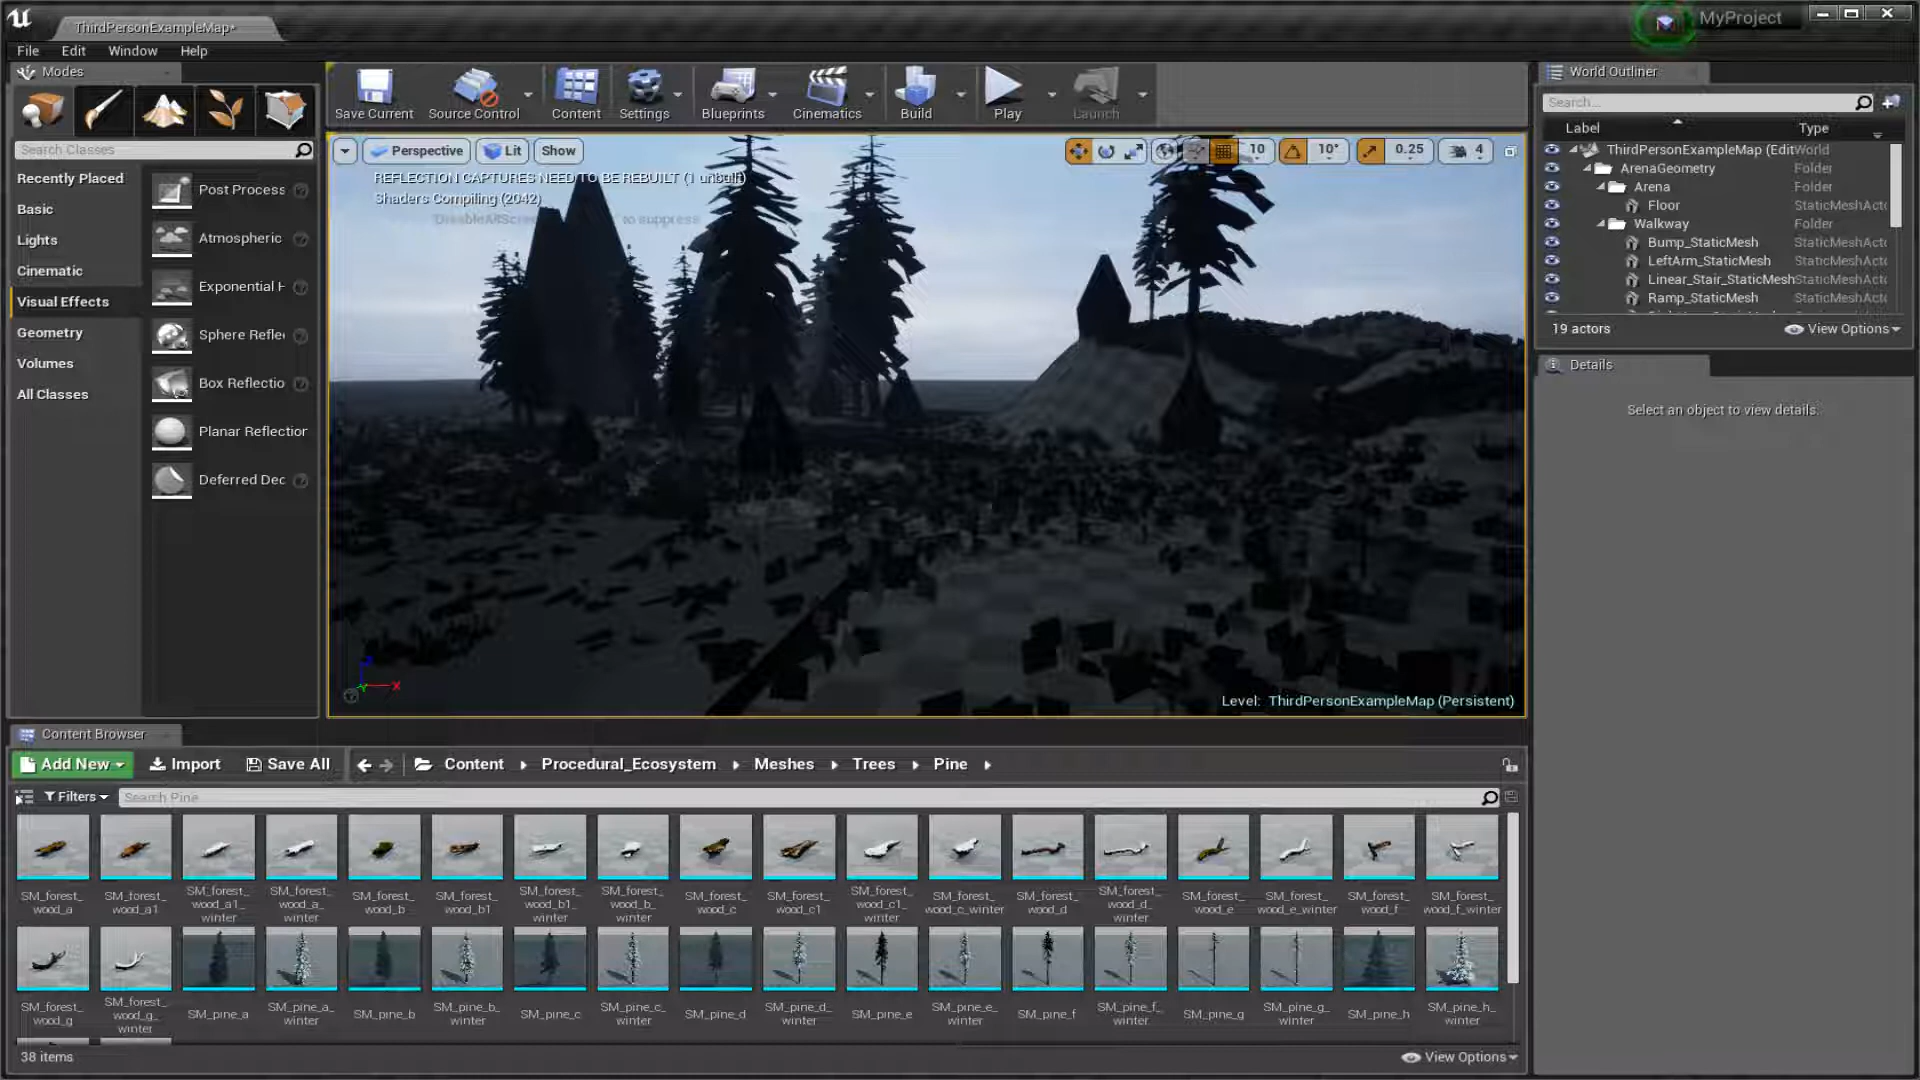 ThirdPersonExampleMap*
MyProject
File Edit Window Help
Modes
Search Classes
Recently Placed
Basic
Lights
Cinematic
Visual Effects
Geometry
Volumes
All Classes
Post Process
Atmospheric
Exponential H
Sphere Refle
Box Reflectio
Planar Reflection
Deferred Dec
Save Current
Source Control
Content
Settings
Blueprints
Cinematics
Build
Play
Launch
Perspective
Lit
Show
10
10°
0.25
4
REFLECTION CAPTURES NEED TO BE REBUILT (1 unbuilt)
Shaders Compiling (2042)
to suppress
X
Level: ThirdPersonExampleMap (Persistent)
World Outliner
Search...
Label Type
ThirdPersonExampleMap (Edit World
ArenaGeometry Folder
Arena Folder
Floor StaticMeshActo
Walkway Folder
Bump_StaticMesh StaticMeshActo
LeftArm_StaticMesh StaticMeshActo
Linear_Stair_StaticMesh StaticMeshActo
Ramp_StaticMesh StaticMeshActo
19 actors
View Options
Details
Select an object to view details.
Content Browser
Add New
Import
Save All
Content
Procedural_Ecosystem
Meshes
Trees
Pine
Filters
Search Pine
SM_forest_wood_a
SM_forest_wood_a1
SM_forest_wood_a1_winter
SM_forest_wood_a_winter
SM_forest_wood_b
SM_forest_wood_b1
SM_forest_wood_b1_winter
SM_forest_wood_b_winter
SM_forest_wood_c
SM_forest_wood_c1
SM_forest_wood_c1_winter
SM_forest_wood_c_winter
SM_forest_wood_d
SM_forest_wood_d_winter
SM_forest_wood_e
SM_forest_wood_e_winter
SM_forest_wood_f
SM_forest_wood_f_winter
SM_forest_wood_g
SM_forest_wood_g_winter
SM_pine_a
SM_pine_a_winter
SM_pine_b
SM_pine_b_winter
SM_pine_c
SM_pine_c_winter
SM_pine_d
SM_pine_d_winter
SM_pine_e
SM_pine_e_winter
SM_pine_f
SM_pine_f_winter
SM_pine_g
SM_pine_g_winter
SM_pine_h
SM_pine_h_winter
38 items
View Options